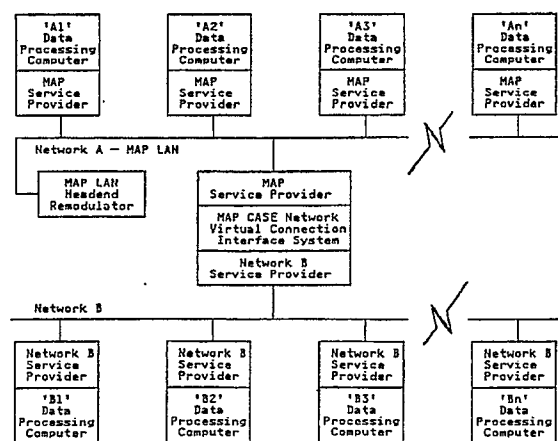 'A1'
Data
Processing
Computer
MAP
Service
Provider
'A2'
Data
Processing
Computer
MAP
Service
Provider
'A3'
Data
Processing
Computer
MAP
Service
Provider
'An'
Data
Processing
Computer
MAP
Service
Provider
Network A — MAP LAN
MAP LAN
Headend
Remodulator
MAP
Service Provider
MAP CASE Network
Virtual Connection
Interface System
Network B
Service Provider
Network B
Network B
Service
Provider
'B1'
Data
Processing
Computer
Network B
Service
Provider
'B2'
Data
Processing
Computer
Network B
Service
Provider
'B3'
Data
Processing
Computer
Network B
Service
Provider
'Bn'
Data
Processing
Computer